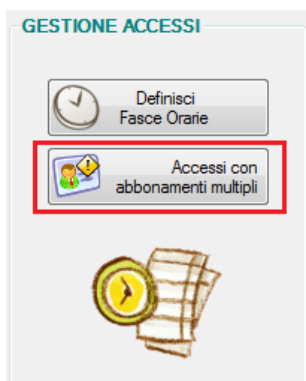 GESTIONE ACCESSI
Definisci
Fasce Orarie
Accessi con
abbonamenti multipli